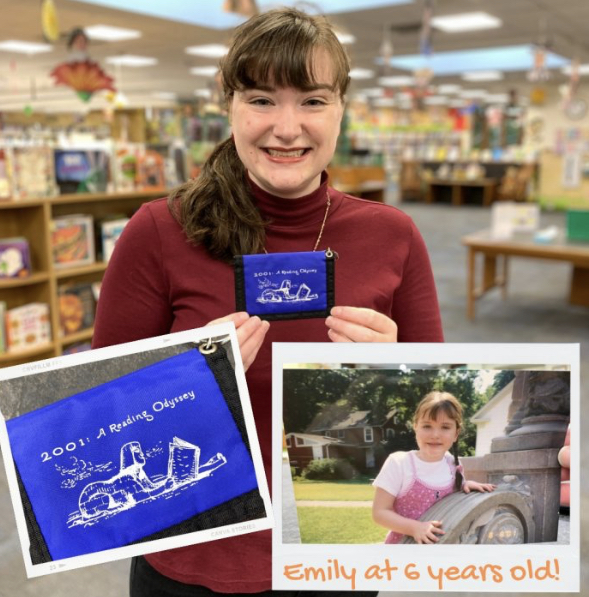 2001: A Reading Odyssey
2001: A Reading Odyssey
Emily at 6 years old!